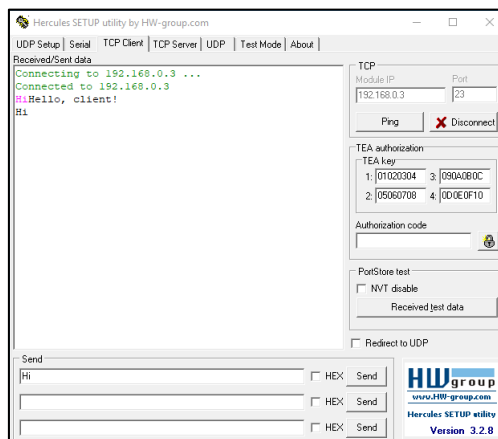 Hercules SETUP utility by HW-group.com
UDP Setup Serial TCP Client TCP Server UDP Test Mode About
Received/Sent data
Connecting to 192.168.0.3 ...
Connected to 192.168.0.3
HiHello, client!
Hi
TCP
Module IP Port
192.168.0.3 23
Ping Disconnect
TEA authorization
TEA key
1: 01020304 3: 090A0B0C
2: 05060708 4: 0D0E0F10
Authorization code
PortStore test
NVT disable
Received test data
Redirect to UDP
Send
Hi HEX Send
HEX Send
HEX Send
HW group
www.HW-group.com
Hercules SETUP utility
Version 3.2.8